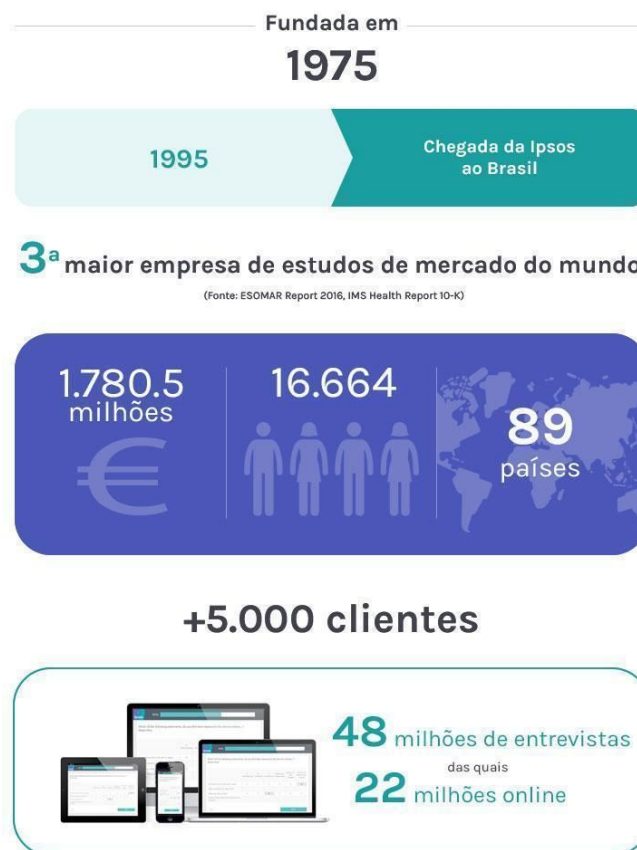 Fundada em
1975
1995
Chegada da Ipsos
ao Brasil
3ª maior empresa de estudos de mercado do mundo
(Fonte: ESOMAR Report 2016, IMS Health Report 10-K)
1.780.5
milhões
€
16.664
89
países
+5.000 clientes
48 milhões de entrevistas
das quais
22 milhões online